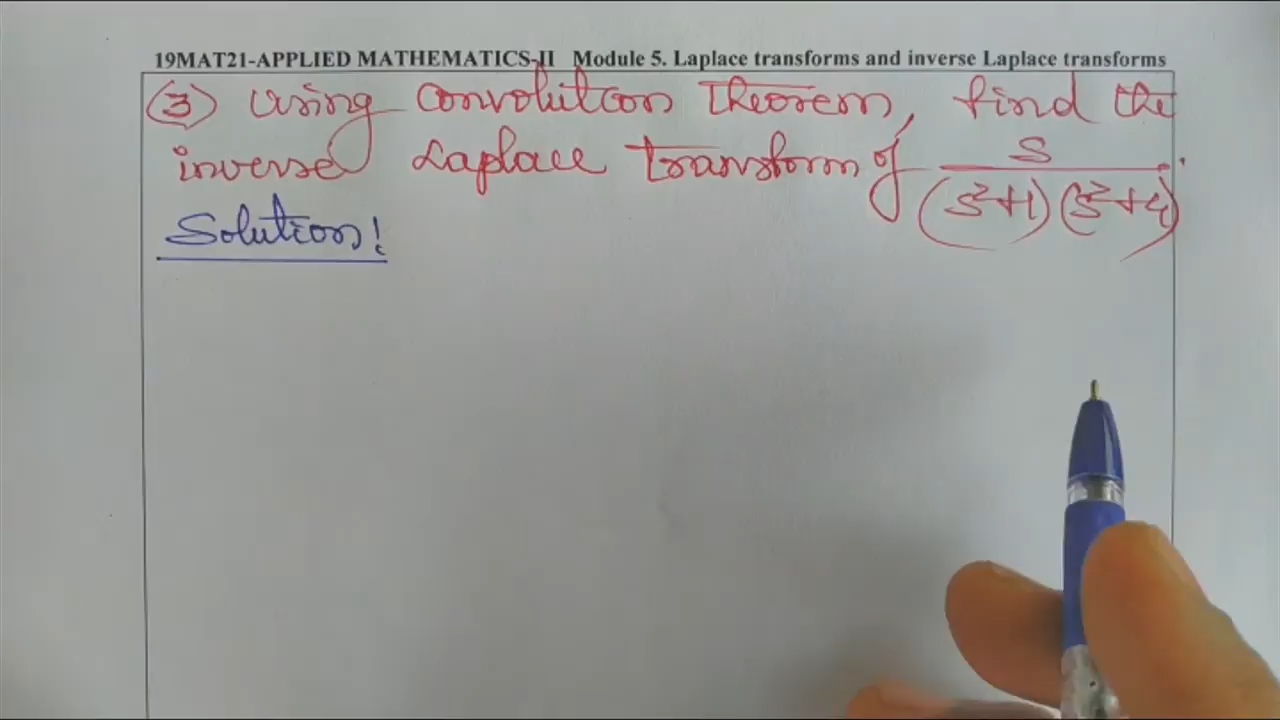 19MAT21-APPLIED MATHEMATICS-II Module 5. Laplace transforms and inverse Laplace transforms
(3) Using Convolution Theorem, find the
inverse Laplace transform of s/((s²+1)(s²+4)).
Solution!